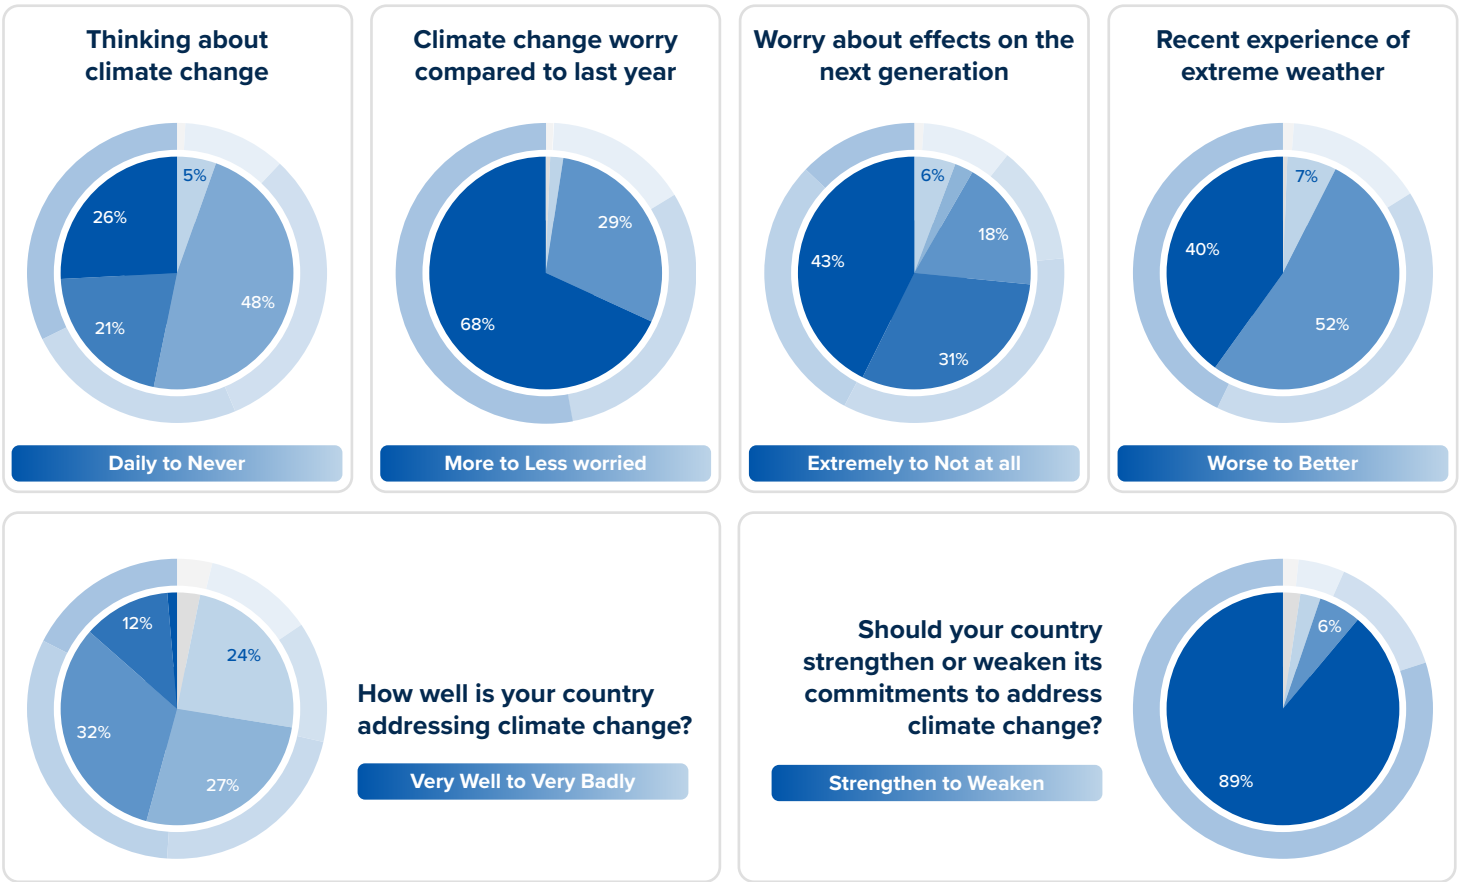 Thinking about
climate change
5%
26%
48%
21%
Daily to Never
Climate change worry
compared to last year
29%
68%
More to Less worried
Worry about effects on the
next generation
6%
18%
43%
31%
Extremely to Not at all
Recent experience of
extreme weather
7%
40%
52%
Worse to Better
12%
24%
32%
27%
How well is your country
addressing climate change?
Very Well to Very Badly
Should your country
strengthen or weaken its
commitments to address
climate change?
Strengthen to Weaken
6%
89%